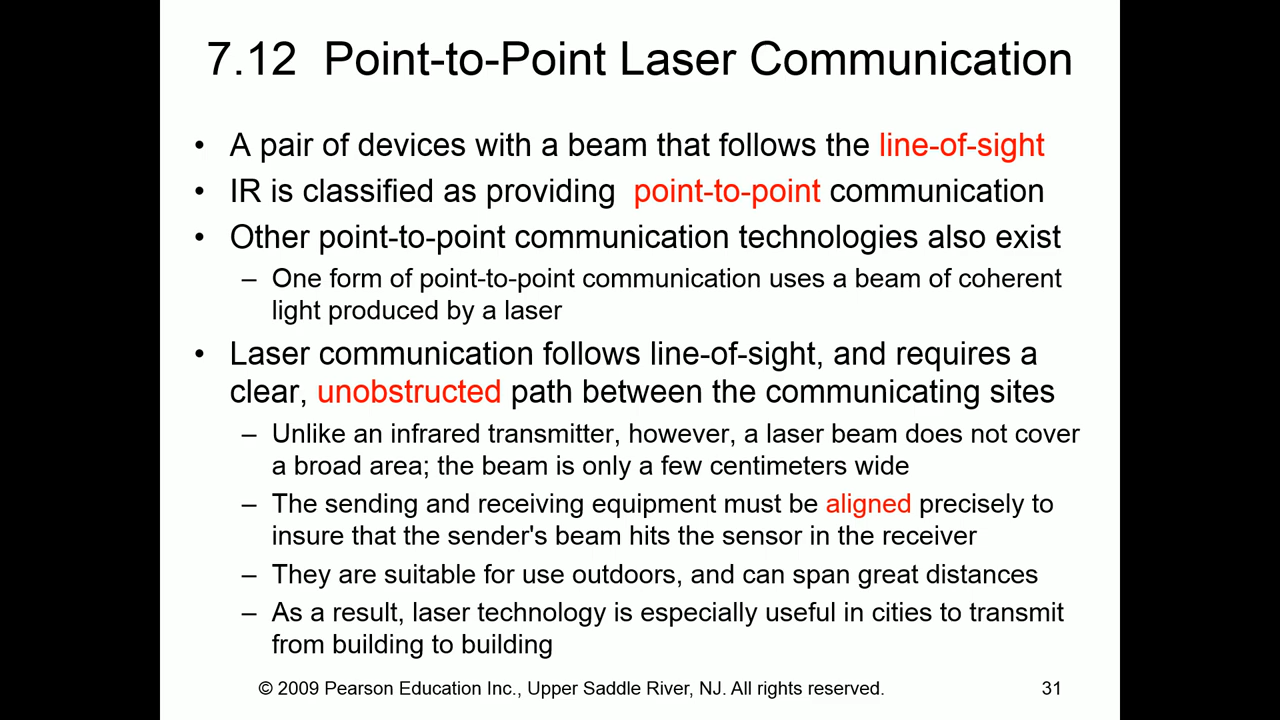 7.12 Point-to-Point Laser Communication
• A pair of devices with a beam that follows the line-of-sight
• IR is classified as providing point-to-point communication
• Other point-to-point communication technologies also exist
– One form of point-to-point communication uses a beam of coherent
light produced by a laser
• Laser communication follows line-of-sight, and requires a
clear, unobstructed path between the communicating sites
– Unlike an infrared transmitter, however, a laser beam does not cover
a broad area; the beam is only a few centimeters wide
– The sending and receiving equipment must be aligned precisely to
insure that the sender's beam hits the sensor in the receiver
– They are suitable for use outdoors, and can span great distances
– As a result, laser technology is especially useful in cities to transmit
from building to building
© 2009 Pearson Education Inc., Upper Saddle River, NJ. All rights reserved.
31